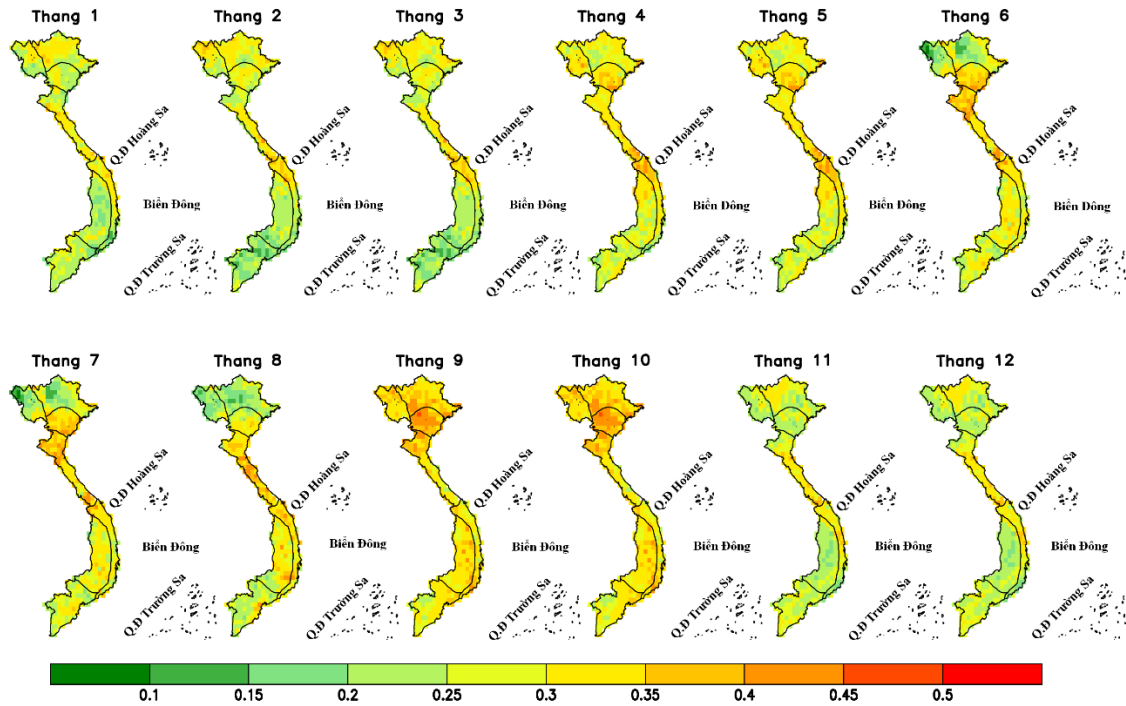 Thang 1
Thang 2
Thang 3
Thang 4
Thang 5
Thang 6
Q.Đ Hoàng Sa
Q.Đ Hoàng Sa
Q.Đ Hoàng Sa
Q.Đ Hoàng Sa
Q.Đ Hoàng Sa
Q.Đ Hoàng Sa
Biển Đông
Biển Đông
Biển Đông
Biển Đông
Biển Đông
Biển Đông
Q.Đ Trường Sa
Q.Đ Trường Sa
Q.Đ Trường Sa
Q.Đ Trường Sa
Q.Đ Trường Sa
Q.Đ Trường Sa
Thang 7
Thang 8
Thang 9
Thang 10
Thang 11
Thang 12
Q.Đ Hoàng Sa
Q.Đ Hoàng Sa
Q.Đ Hoàng Sa
Q.Đ Hoàng Sa
Q.Đ Hoàng Sa
Q.Đ Hoàng Sa
Biển Đông
Biển Đông
Biển Đông
Biển Đông
Biển Đông
Biển Đông
Q.Đ Trường Sa
Q.Đ Trường Sa
Q.Đ Trường Sa
Q.Đ Trường Sa
Q.Đ Trường Sa
Q.Đ Trường Sa
0.1 0.15 0.2 0.25 0.3 0.35 0.4 0.45 0.5